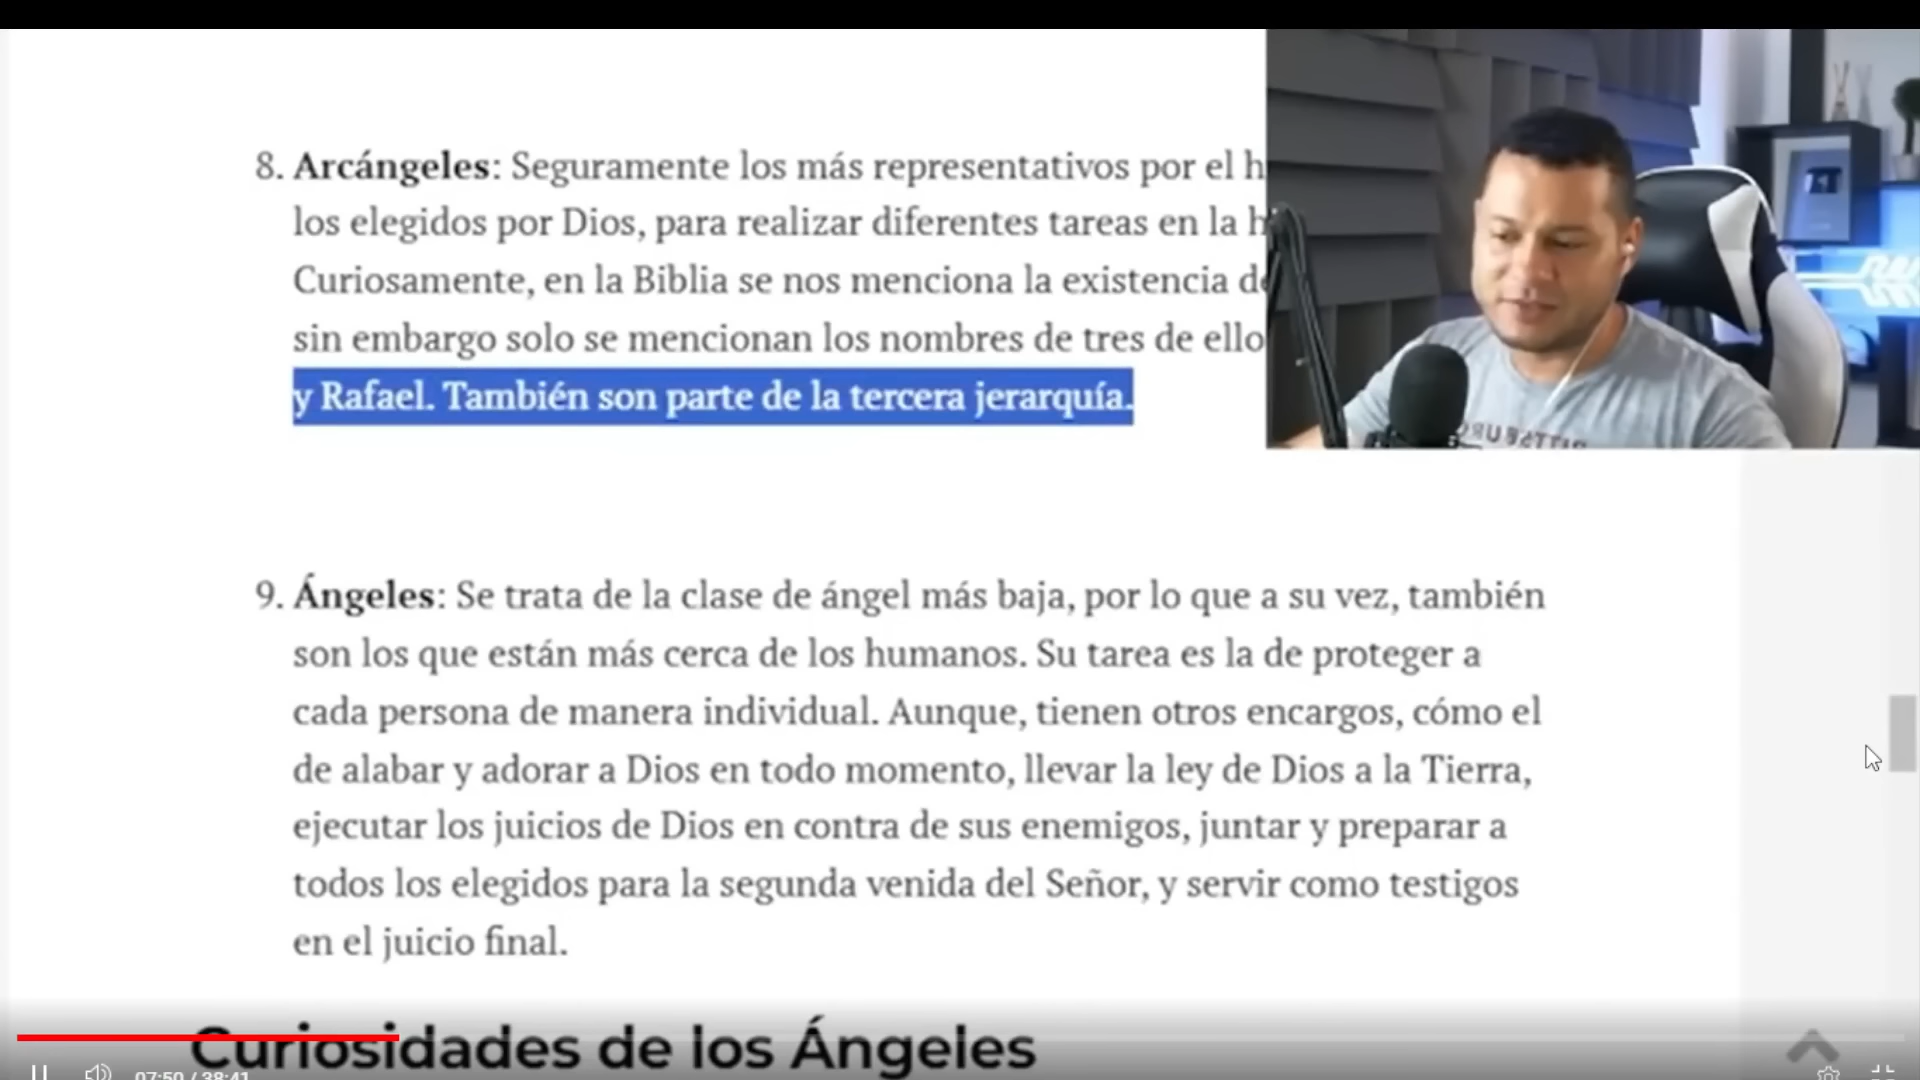 8. Arcángeles: Seguramente los más representativos por el h
los elegidos por Dios, para realizar diferentes tareas en la h
Curiosamente, en la Biblia se nos menciona la existencia de
sin embargo solo se mencionan los nombres de tres de ello
y Rafael. También son parte de la tercera jerarquía.
9. Ángeles: Se trata de la clase de ángel más baja, por lo que a su vez, también
son los que están más cerca de los humanos. Su tarea es la de proteger a
cada persona de manera individual. Aunque, tienen otros encargos, cómo el
de alabar y adorar a Dios en todo momento, llevar la ley de Dios a la Tierra,
ejecutar los juicios de Dios en contra de sus enemigos, juntar y preparar a
todos los elegidos para la segunda venida del Señor, y servir como testigos
en el juicio final.
Curiosidades de los Ángeles
07:50 / 38:41